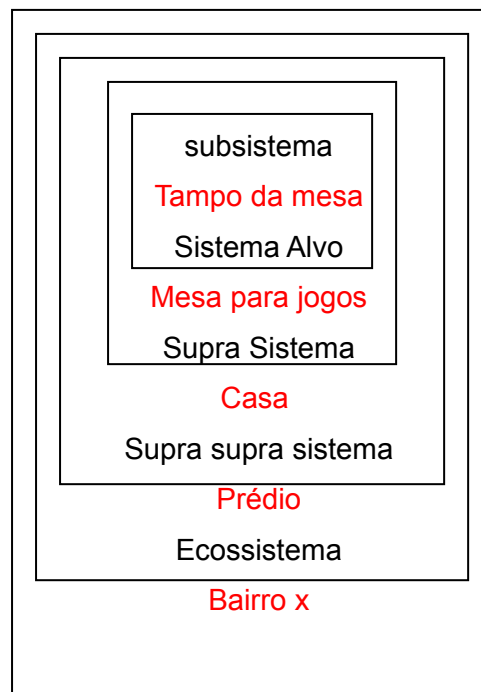 subsistema
Tampo da mesa
Sistema Alvo
Mesa para jogos
Supra Sistema
Casa
Supra supra sistema
Prédio
Ecossistema
Bairro x